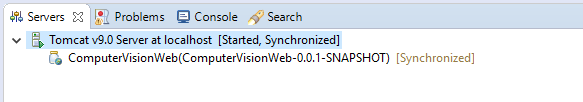 Servers Problems Console Search
Tomcat v9.0 Server at localhost [Started, Synchronized]
ComputerVisionWeb(ComputerVisionWeb-0.0.1-SNAPSHOT) [Synchronized]